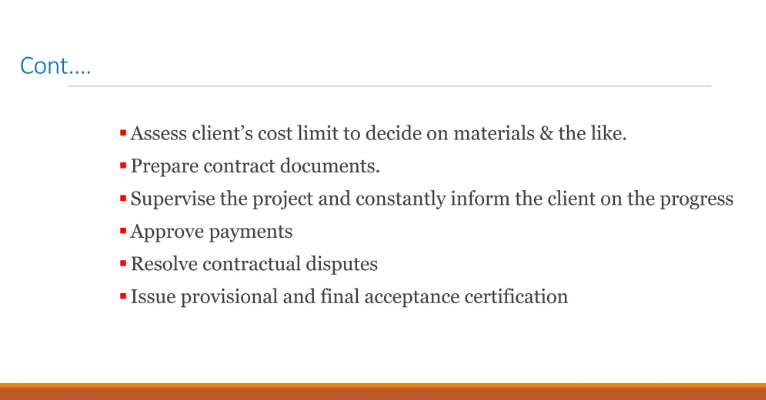 Cont....
▪ Assess client’s cost limit to decide on materials & the like.
▪ Prepare contract documents.
▪ Supervise the project and constantly inform the client on the progress
▪ Approve payments
▪ Resolve contractual disputes
▪ Issue provisional and final acceptance certification